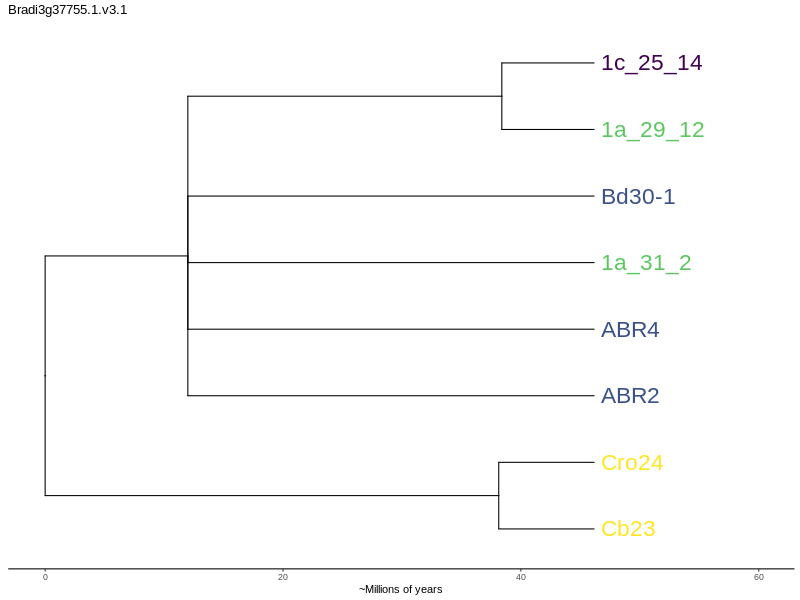 Bradi3g37755.1.v3.1
1c_25_14
1a_29_12
Bd30-1
1a_31_2
ABR4
ABR2
Cro24
Cb23
0 20 40 60
~Millions of years